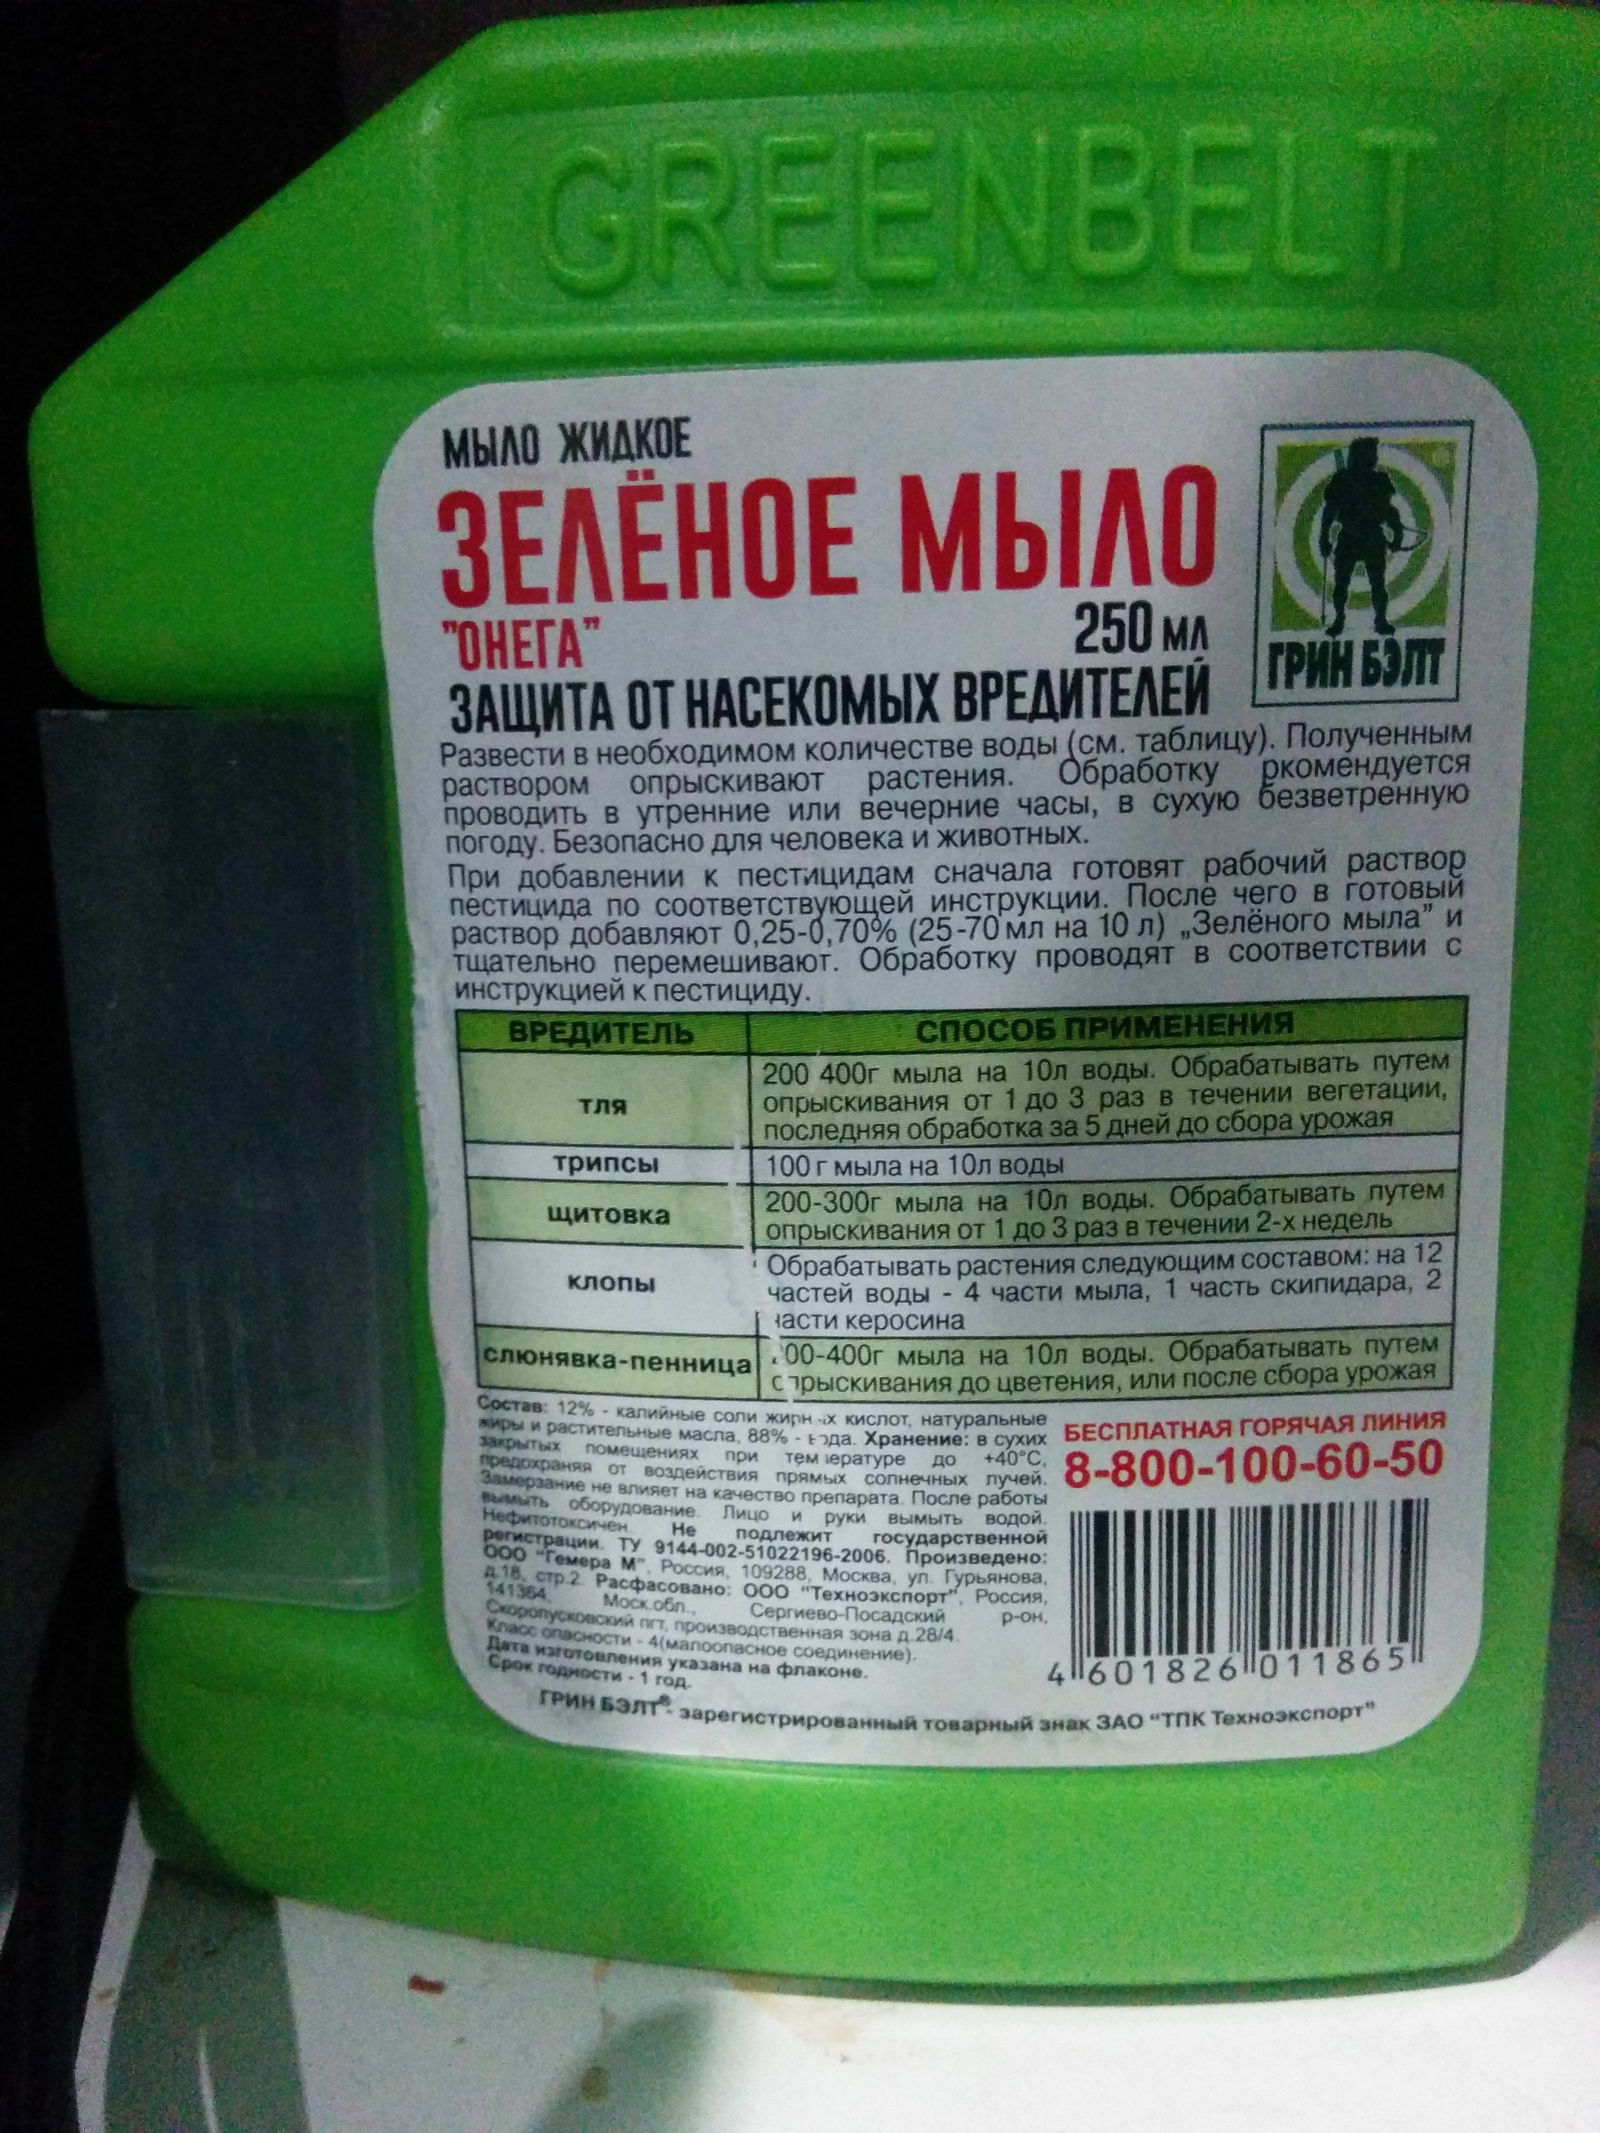 GREENBELT
МЫЛО ЖИДКОЕ
ЗЕЛЁНОЕ МЫЛО
"ОНЕГА"
250 МЛ
ЗАЩИТА ОТ НАСЕКОМЫХ ВРЕДИТЕЛЕЙ
ГРИН БЭЛТ
Развести в необходимом количестве воды (см. таблицу). Полученным
раствором опрыскивают растения. Обработку ркомендуется
проводить в утренние или вечерние часы, в сухую безветренную
погоду. Безопасно для человека и животных.
При добавлении к пестицидам сначала готовят рабочий раствор
пестицида по соответствующей инструкции. После чего в готовый
раствор добавляют 0,25-0,70% (25-70 мл на 10 л) „Зелёного мыла” и
тщательно перемешивают. Обработку проводят в соответствии с
инструкцией к пестициду.
ВРЕДИТЕЛЬ СПОСОБ ПРИМЕНЕНИЯ
тля
200 400г мыла на 10л воды. Обрабатывать путем
опрыскивания от 1 до 3 раз в течении вегетации,
последняя обработка за 5 дней до сбора урожая
трипсы
100 г мыла на 10л воды
щитовка
200-300г мыла на 10л воды. Обрабатывать путем
опрыскивания от 1 до 3 раз в течении 2-х недель
клопы
Обрабатывать растения следующим составом: на 12
частей воды - 4 части мыла, 1 часть скипидара, 2
части керосина
слюнявка-пенница
00-400г мыла на 10л воды. Обрабатывать путем
опрыскивания до цветения, или после сбора урожая
Состав: 12% - калийные соли жирных кислот, натуральные
жиры и растительные масла, 88% - вода. Хранение: в сухих
закрытых помещениях при температуре до +40°С,
предохраняя от воздействия прямых солнечных лучей.
Замерзание не влияет на качество препарата. После работы
вымыть оборудование. Лицо и руки вымыть водой.
Нефитотоксичен. Не подлежит государственной
регистрации. ТУ 9144-002-51022196-2006. Произведено:
ООО "Гемера М", Россия, 109288, Москва, ул. Гурьянова,
д.18, стр.2. Расфасовано: ООО "Техноэкспорт", Россия,
141364, Моск.обл., Сергиево-Посадский р-он,
Скоропусковский пгт, производственная зона д.28/4.
Класс опасности - 4(малоопасное соединение).
Дата изготовления указана на флаконе.
Срок годности - 1 год.
БЕСПЛАТНАЯ ГОРЯЧАЯ ЛИНИЯ
8-800-100-60-50
4 601826 011865
ГРИН БЭЛТ® - зарегистрированный товарный знак ЗАО "ТПК Техноэкспорт"